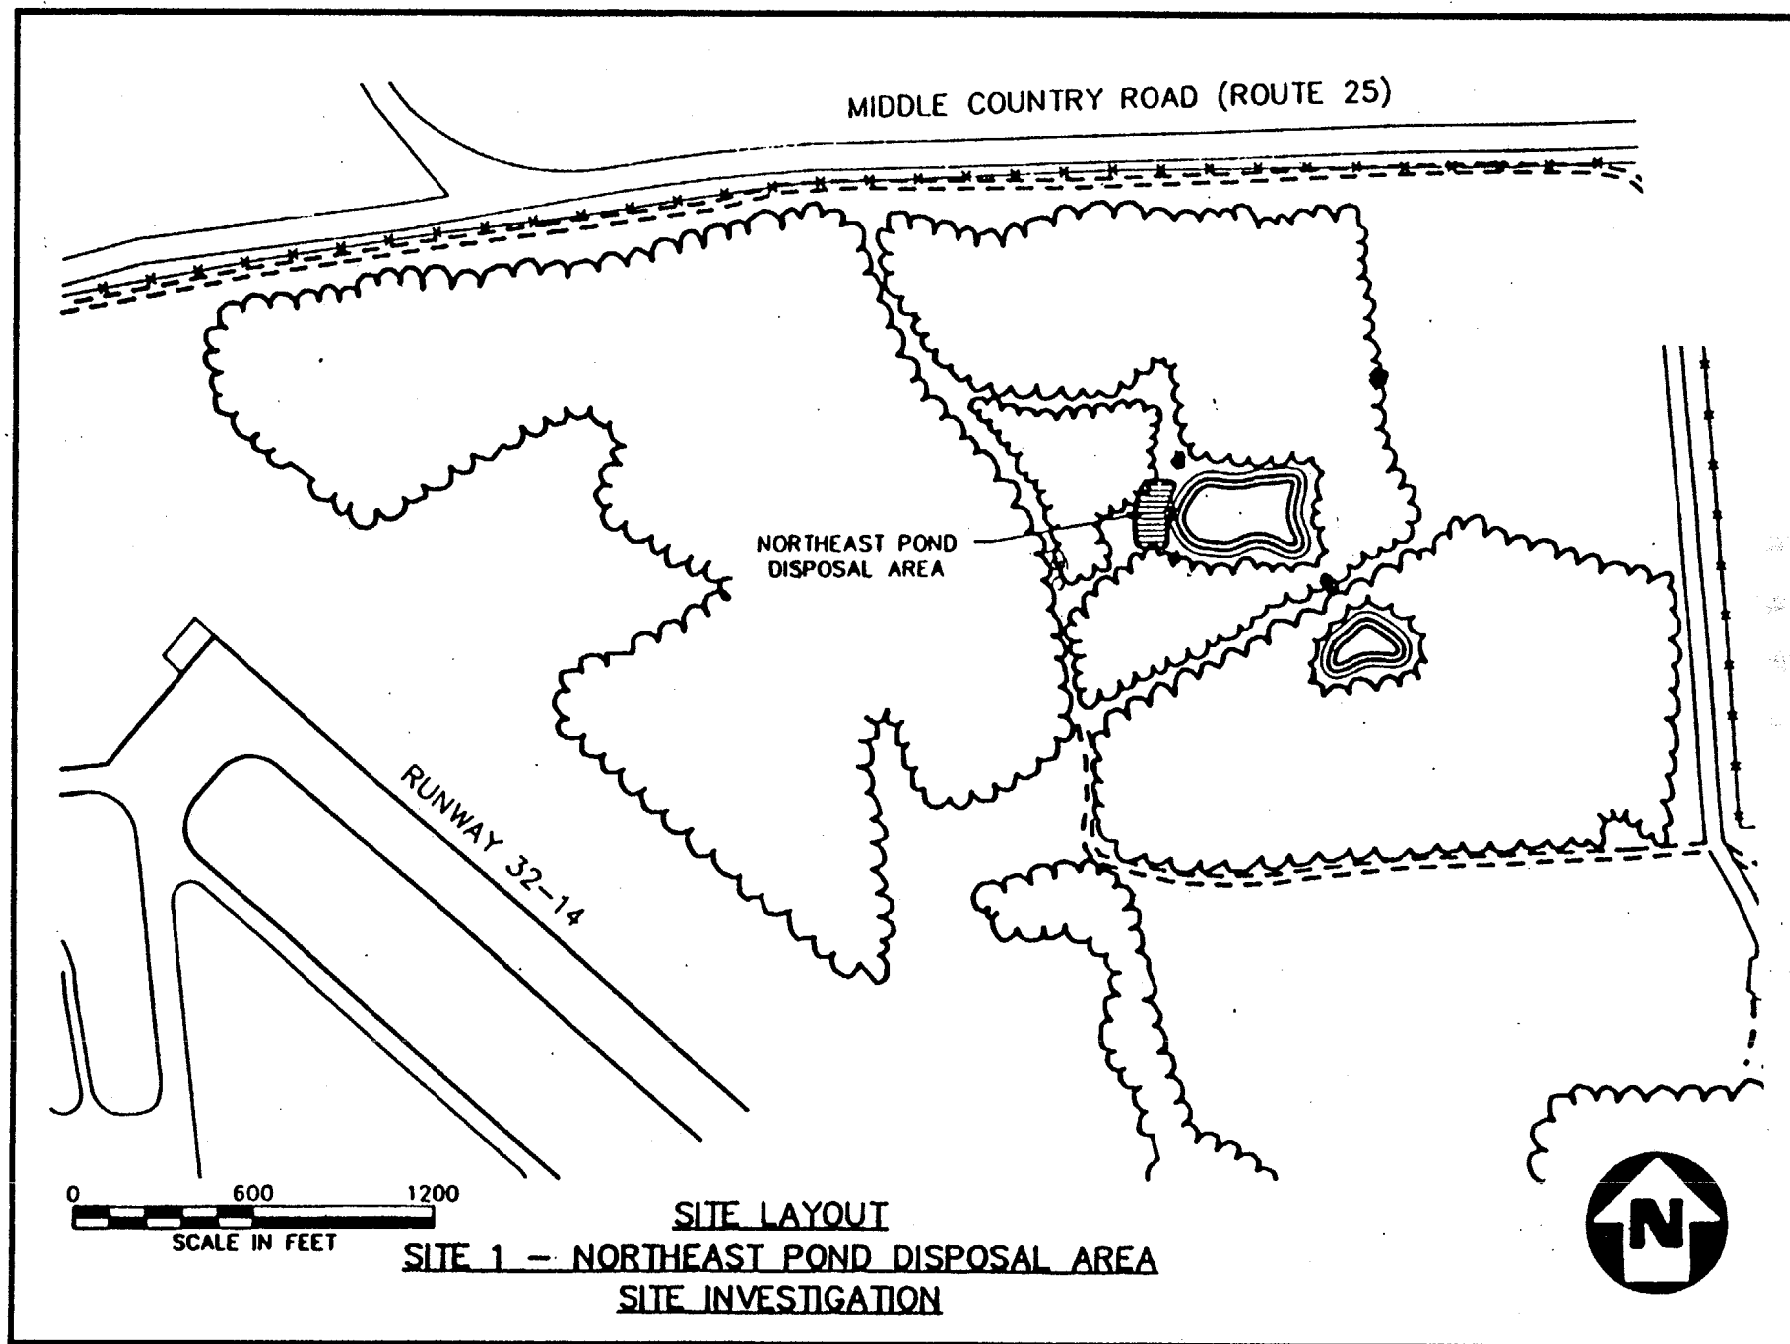 MIDDLE COUNTRY ROAD (ROUTE 25)
NORTHEAST POND
DISPOSAL AREA
RUNWAY 32-14
0 600 1200
SCALE IN FEET
SITE LAYOUT
SITE 1 - NORTHEAST POND DISPOSAL AREA
SITE INVESTIGATION
N